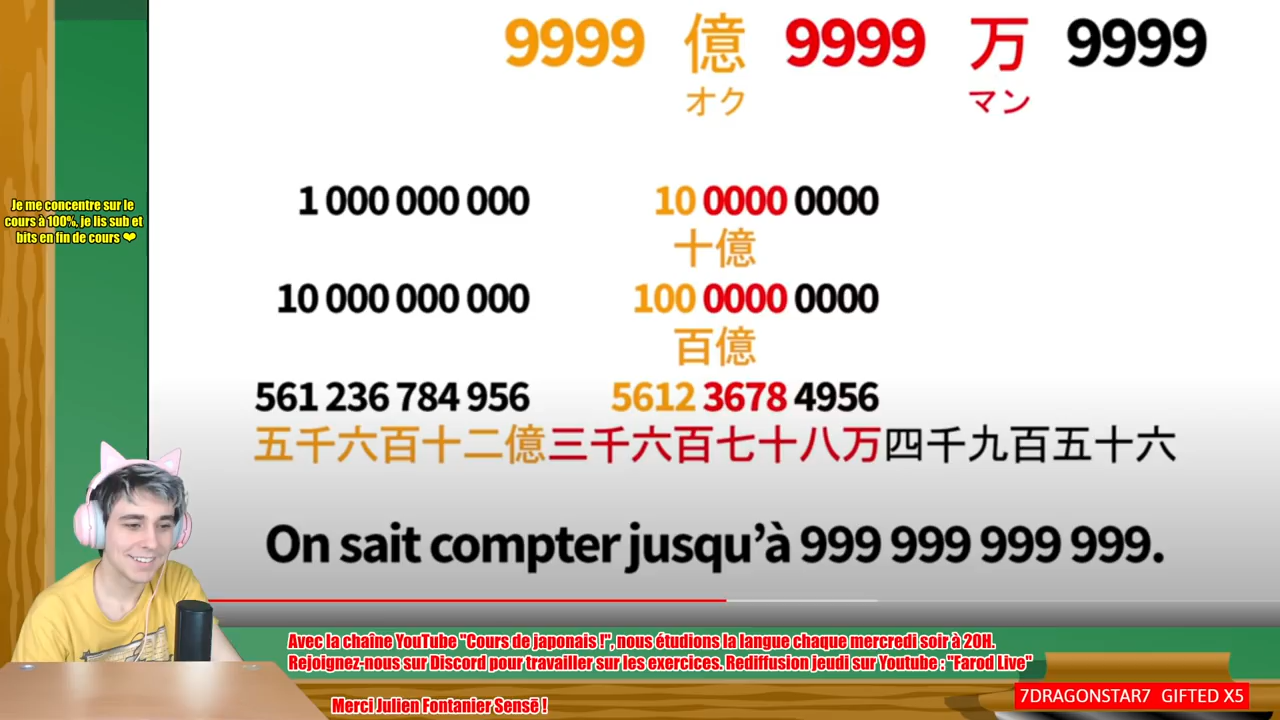 9999 億 9999 万 9999
オク マン
Je me concentre sur le
cours à 100%, je lis sub et
bits en fin de cours ❤
1 000 000 000 10 0000 0000
十億
10 000 000 000 100 0000 0000
百億
561 236 784 956 5612 3678 4956
五千六百十二億三千六百七十八万四千九百五十六
On sait compter jusqu’à 999 999 999 999.
Avec la chaîne YouTube "Cours de japonais !", nous étudions la langue chaque mercredi soir à 20H.
Rejoignez-nous sur Discord pour travailler sur les exercices. Rediffusion jeudi sur Youtube : "Farod Live"
Merci Julien Fontanier Sensē !
7DRAGONSTAR7 GIFTED X5